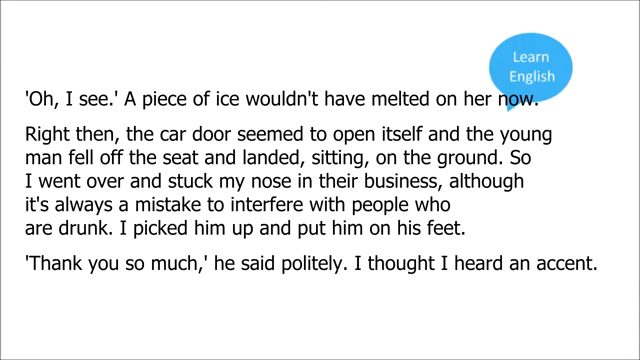 Learn
English
'Oh, I see.' A piece of ice wouldn't have melted on her now.
Right then, the car door seemed to open itself and the young
man fell off the seat and landed, sitting, on the ground. So
I went over and stuck my nose in their business, although
it's always a mistake to interfere with people who
are drunk. I picked him up and put him on his feet.
'Thank you so much,' he said politely. I thought I heard an accent.